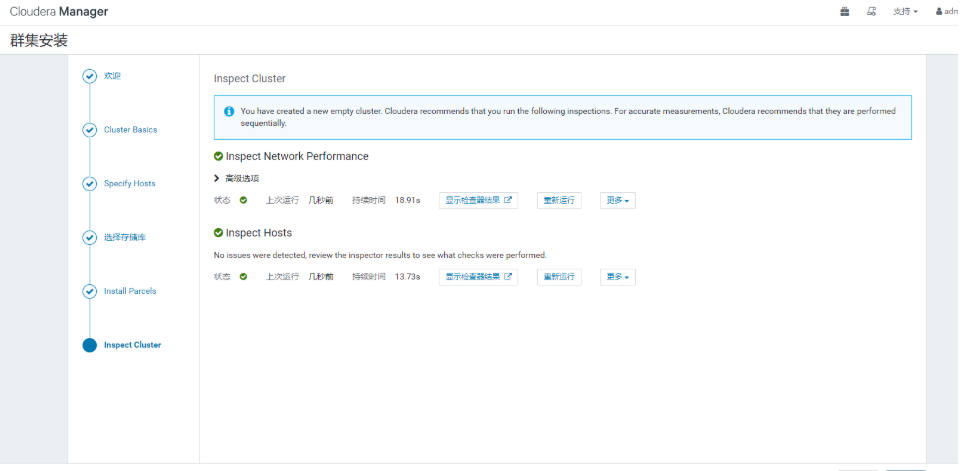 Cloudera Manager
支持
adm
群集安装
欢迎
Cluster Basics
Specify Hosts
选择存储库
Install Parcels
Inspect Cluster
Inspect Cluster
You have created a new empty cluster. Cloudera recommends that you run the following inspections. For accurate measurements, Cloudera recommends that they are performed
sequentially.
Inspect Network Performance
高级选项
状态 上次运行 几秒前 持续时间 18.91s 显示检查器结果 重新运行 更多
Inspect Hosts
No issues were detected, review the inspector results to see what checks were performed.
状态 上次运行 几秒前 持续时间 13.73s 显示检查器结果 重新运行 更多